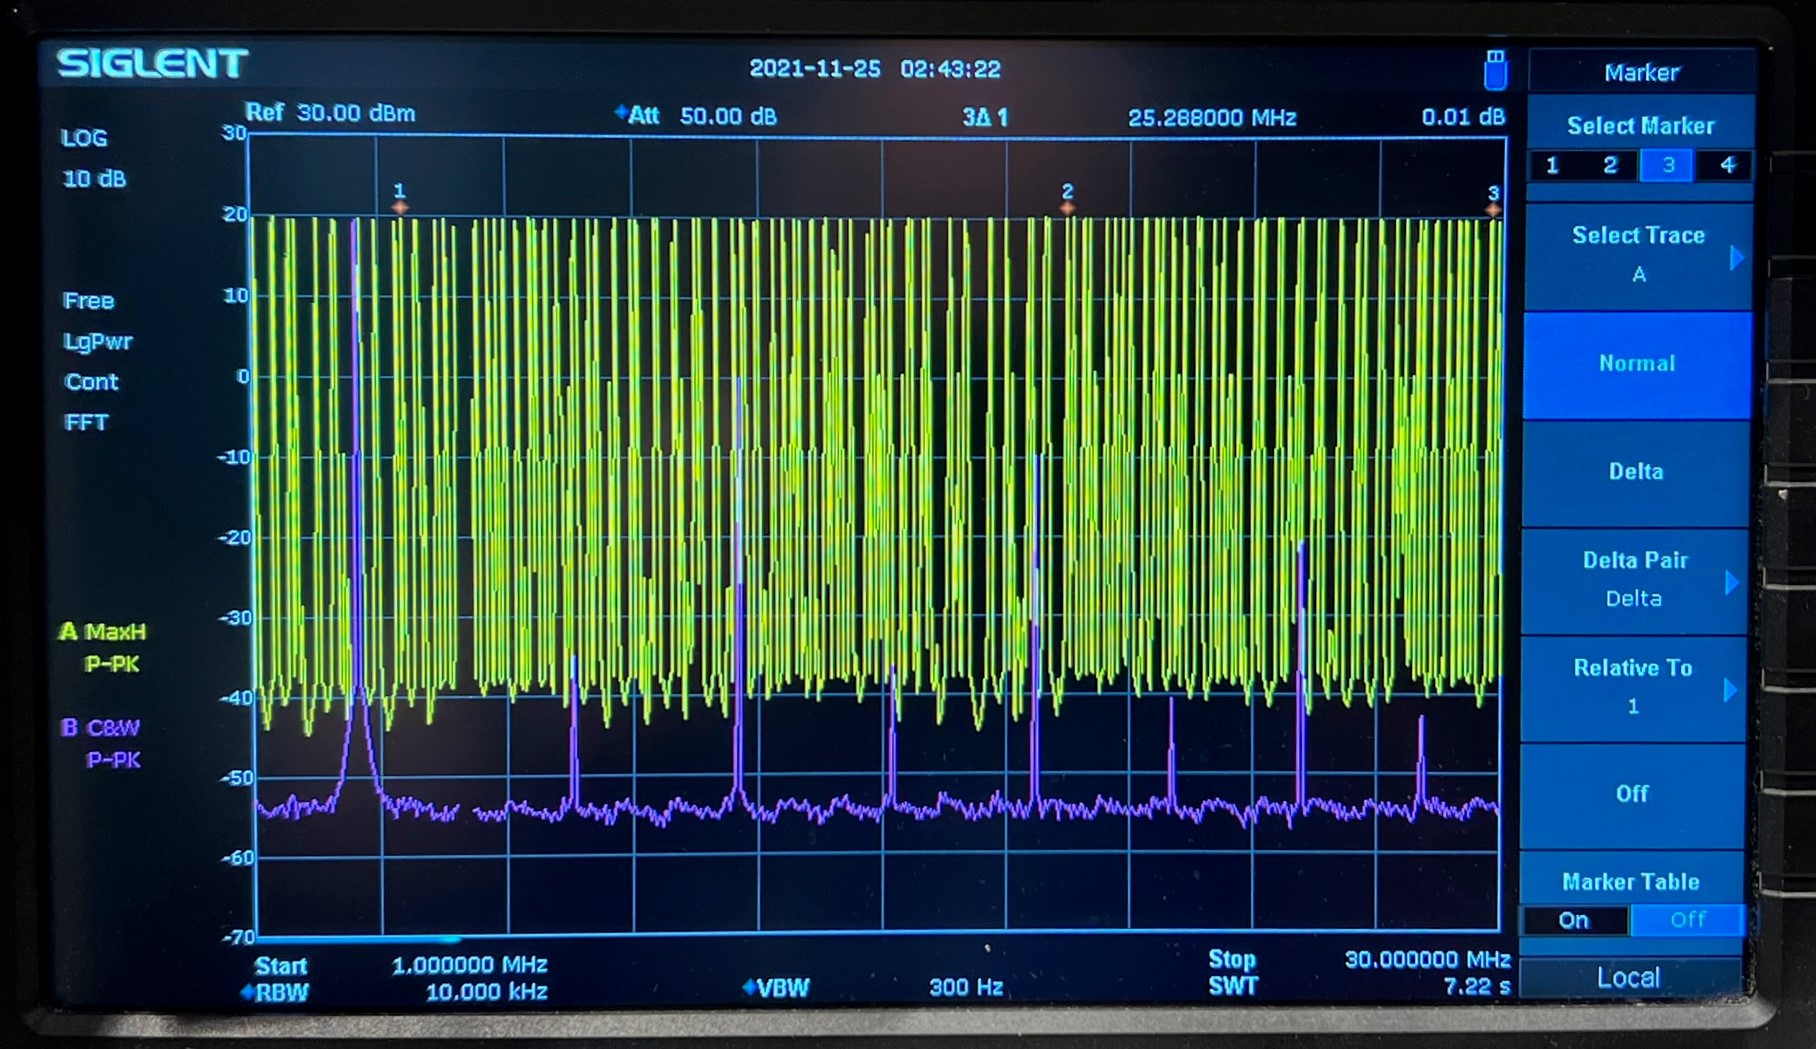 SIGLENT
2021-11-25 02:43:22
Marker
Ref 30.00 dBm
Att 50.00 dB
3Δ1
25.288000 MHz
0.01 dB
LOG
10 dB
Free
LgPwr
Cont
FFT
A MaxH
P-PK
B C&W
P-PK
30
20
10
0
-10
-20
-30
-40
-50
-60
-70
1
2
3
Start 1.000000 MHz
Stop 30.000000 MHz
RBW 10.000 kHz
VBW 300 Hz
SWT 7.22 s
Select Marker
1 2 3 4
Select Trace
A
Normal
Delta
Delta Pair
Delta
Relative To
1
Off
Marker Table
On Off
Local